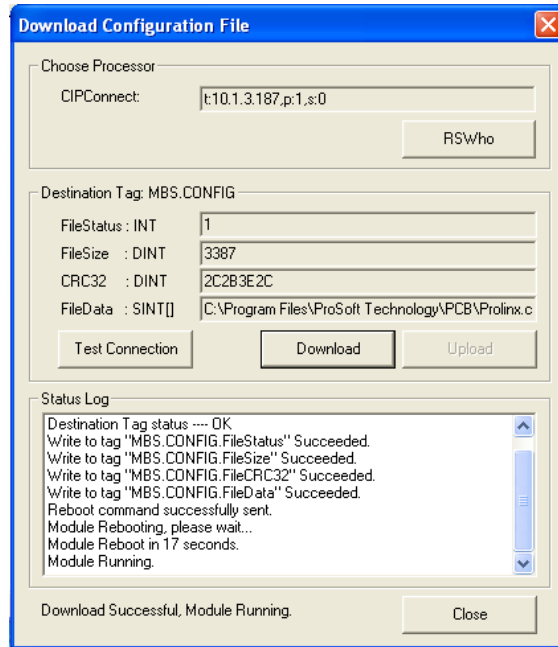 Download Configuration File
Choose Processor
CIPConnect: t:10.1.3.187,p:1,s:0
RSWho
Destination Tag: MBS.CONFIG
FileStatus : INT 1
FileSize : DINT 3387
CRC32 : DINT 2C2B3E2C
FileData : SINT[] C:\Program Files\ProSoft Technology\PCB\Prolinx.c
Test Connection Download Upload
Status Log
Destination Tag status ---- OK
Write to tag "MBS.CONFIG.FileStatus" Succeeded.
Write to tag "MBS.CONFIG.FileSize" Succeeded.
Write to tag "MBS.CONFIG.FileCRC32" Succeeded.
Write to tag "MBS.CONFIG.FileData" Succeeded.
Reboot command successfully sent.
Module Rebooting, please wait...
Module Reboot in 17 seconds.
Module Running.
Download Successful, Module Running. Close